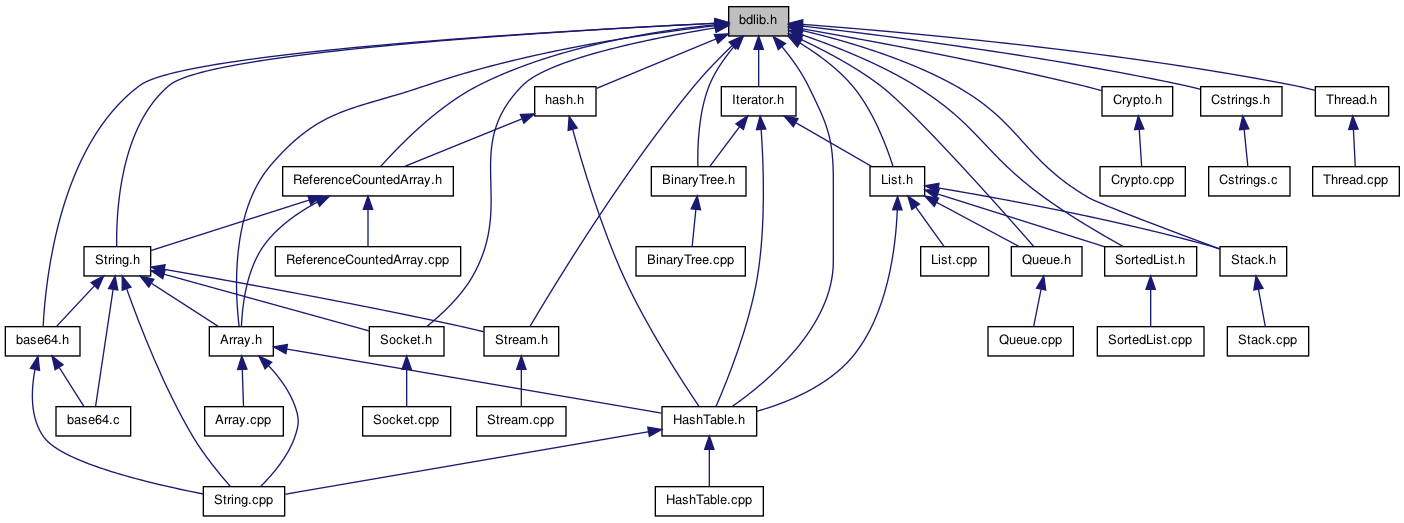 bdlib.h
hash.h
Iterator.h
Crypto.h
Cstrings.h
Thread.h
ReferenceCountedArray.h
BinaryTree.h
List.h
Crypto.cpp
Cstrings.c
Thread.cpp
String.h
ReferenceCountedArray.cpp
BinaryTree.cpp
List.cpp
Queue.h
SortedList.h
Stack.h
base64.h
Array.h
Socket.h
Stream.h
Queue.cpp
SortedList.cpp
Stack.cpp
base64.c
Array.cpp
Socket.cpp
Stream.cpp
HashTable.h
String.cpp
HashTable.cpp